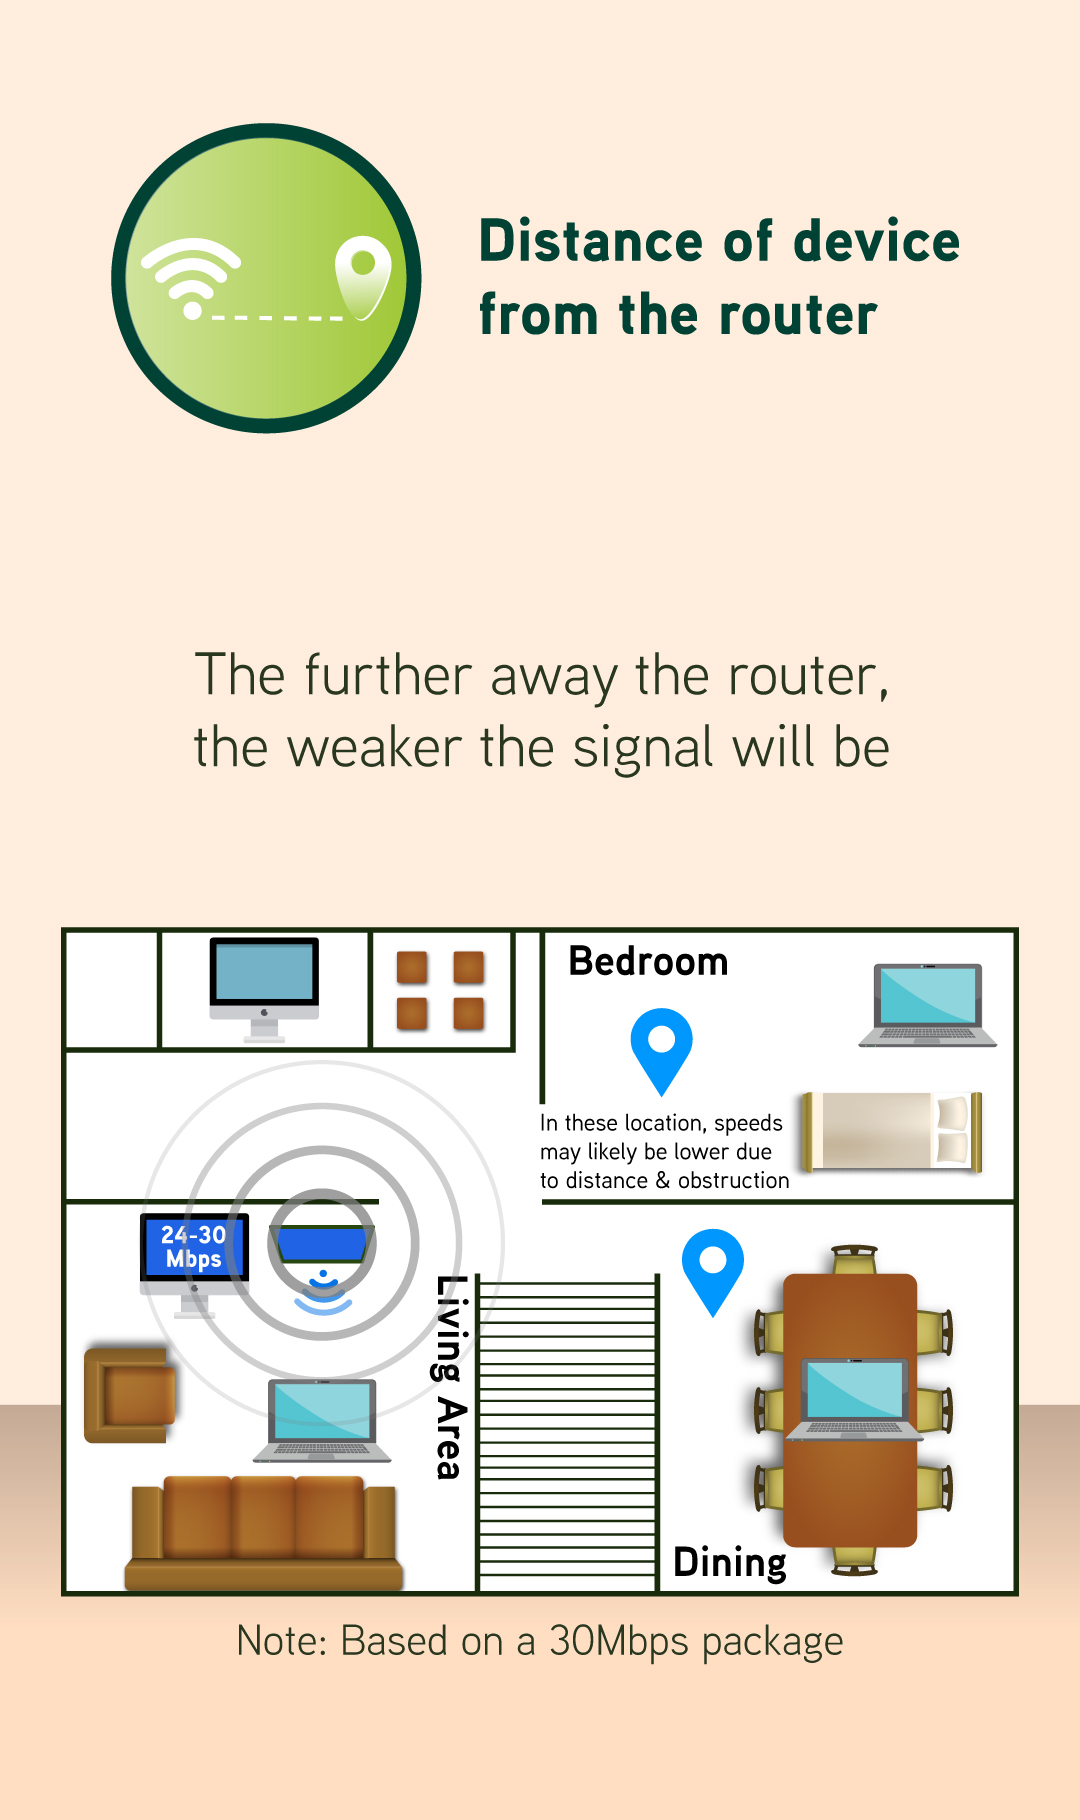 Distance of device
from the router
The further away the router,
the weaker the signal will be
Bedroom
In these location, speeds
may likely be lower due
to distance & obstruction
24-30
Mbps
Living Area
Dining
Note: Based on a 30Mbps package